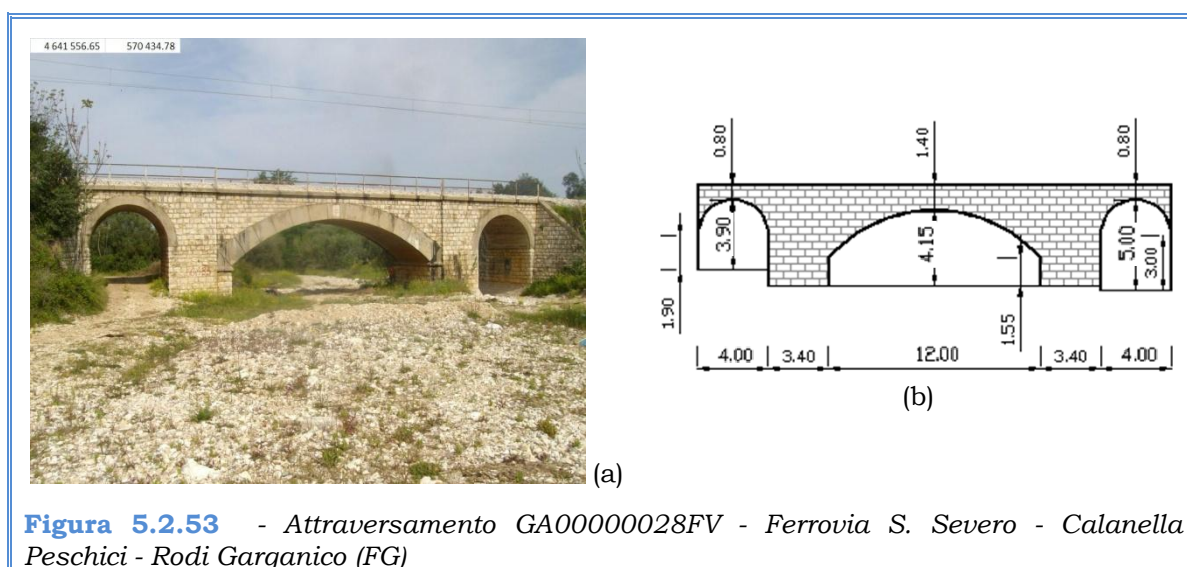 4 641 556.65 570 434.78
0.80
1.40
0.80
3.90
4.15
5.00
3.00
1.90
1.55
4.00 3.40 12.00 3.40 4.00
(b)
(a)
Figura 5.2.53 - Attraversamento GA00000028FV - Ferrovia S. Severo - Calanella
Peschici - Rodi Garganico (FG)